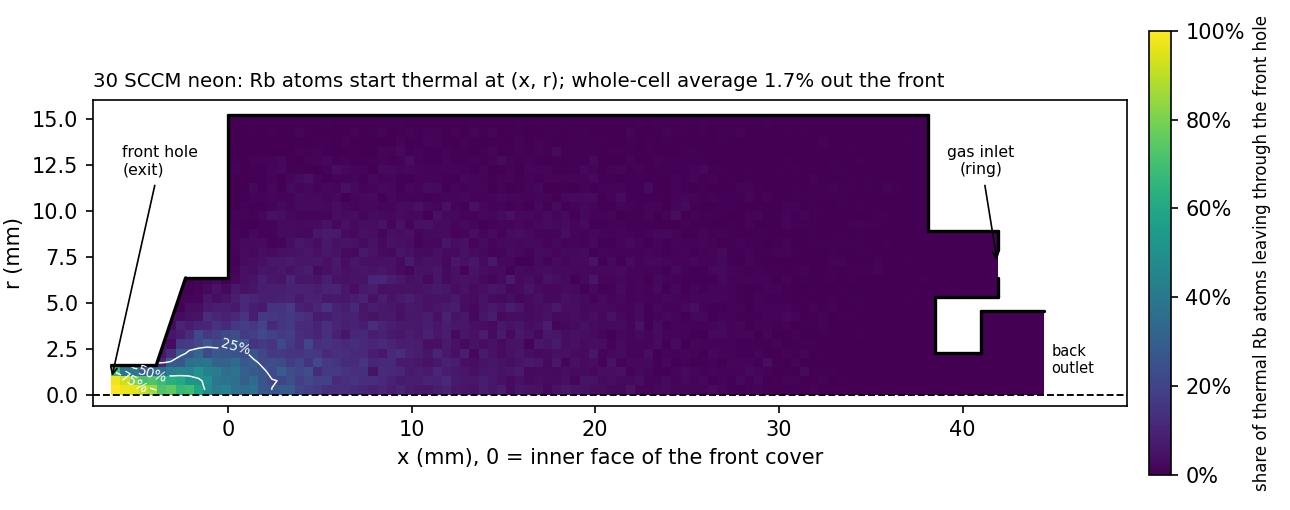 30 SCCM neon: Rb atoms start thermal at (x, r); whole-cell average 1.7% out the front
r (mm)
15.0
12.5
10.0
7.5
5.0
2.5
0.0
front hole
(exit)
gas inlet
(ring)
back
outlet
25%
50%
75%
0
10
20
30
40
x (mm), 0 = inner face of the front cover
100%
80%
60%
40%
20%
0%
share of thermal Rb atoms leaving through the front hole